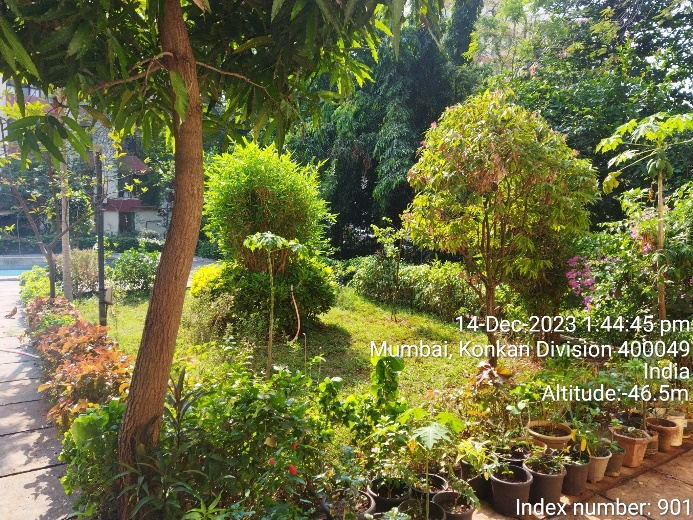 14-Dec-2023 1:44:45 pm
Mumbai, Konkan Division 400049
India
Altitude:-46.5m
Index number: 901